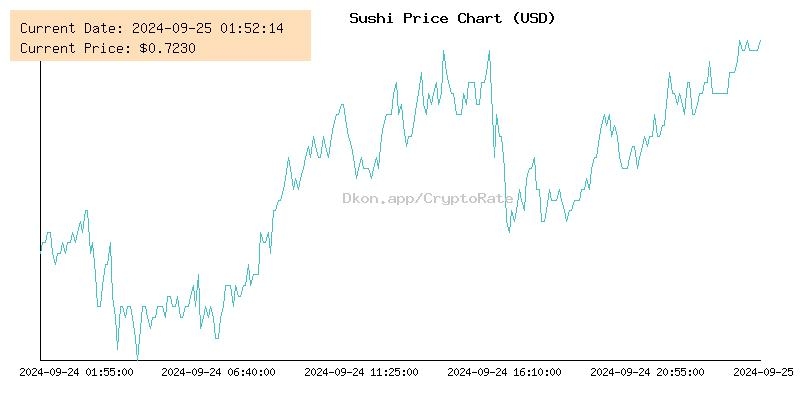 Sushi Price Chart (USD)
Current Date: 2024-09-25 01:52:14
Current Price: $0.7230
Dkon.app/CryptoRate
2024-09-24 01:55:00 2024-09-24 06:40:00 2024-09-24 11:25:00 2024-09-24 16:10:00 2024-09-24 20:55:00 2024-09-25